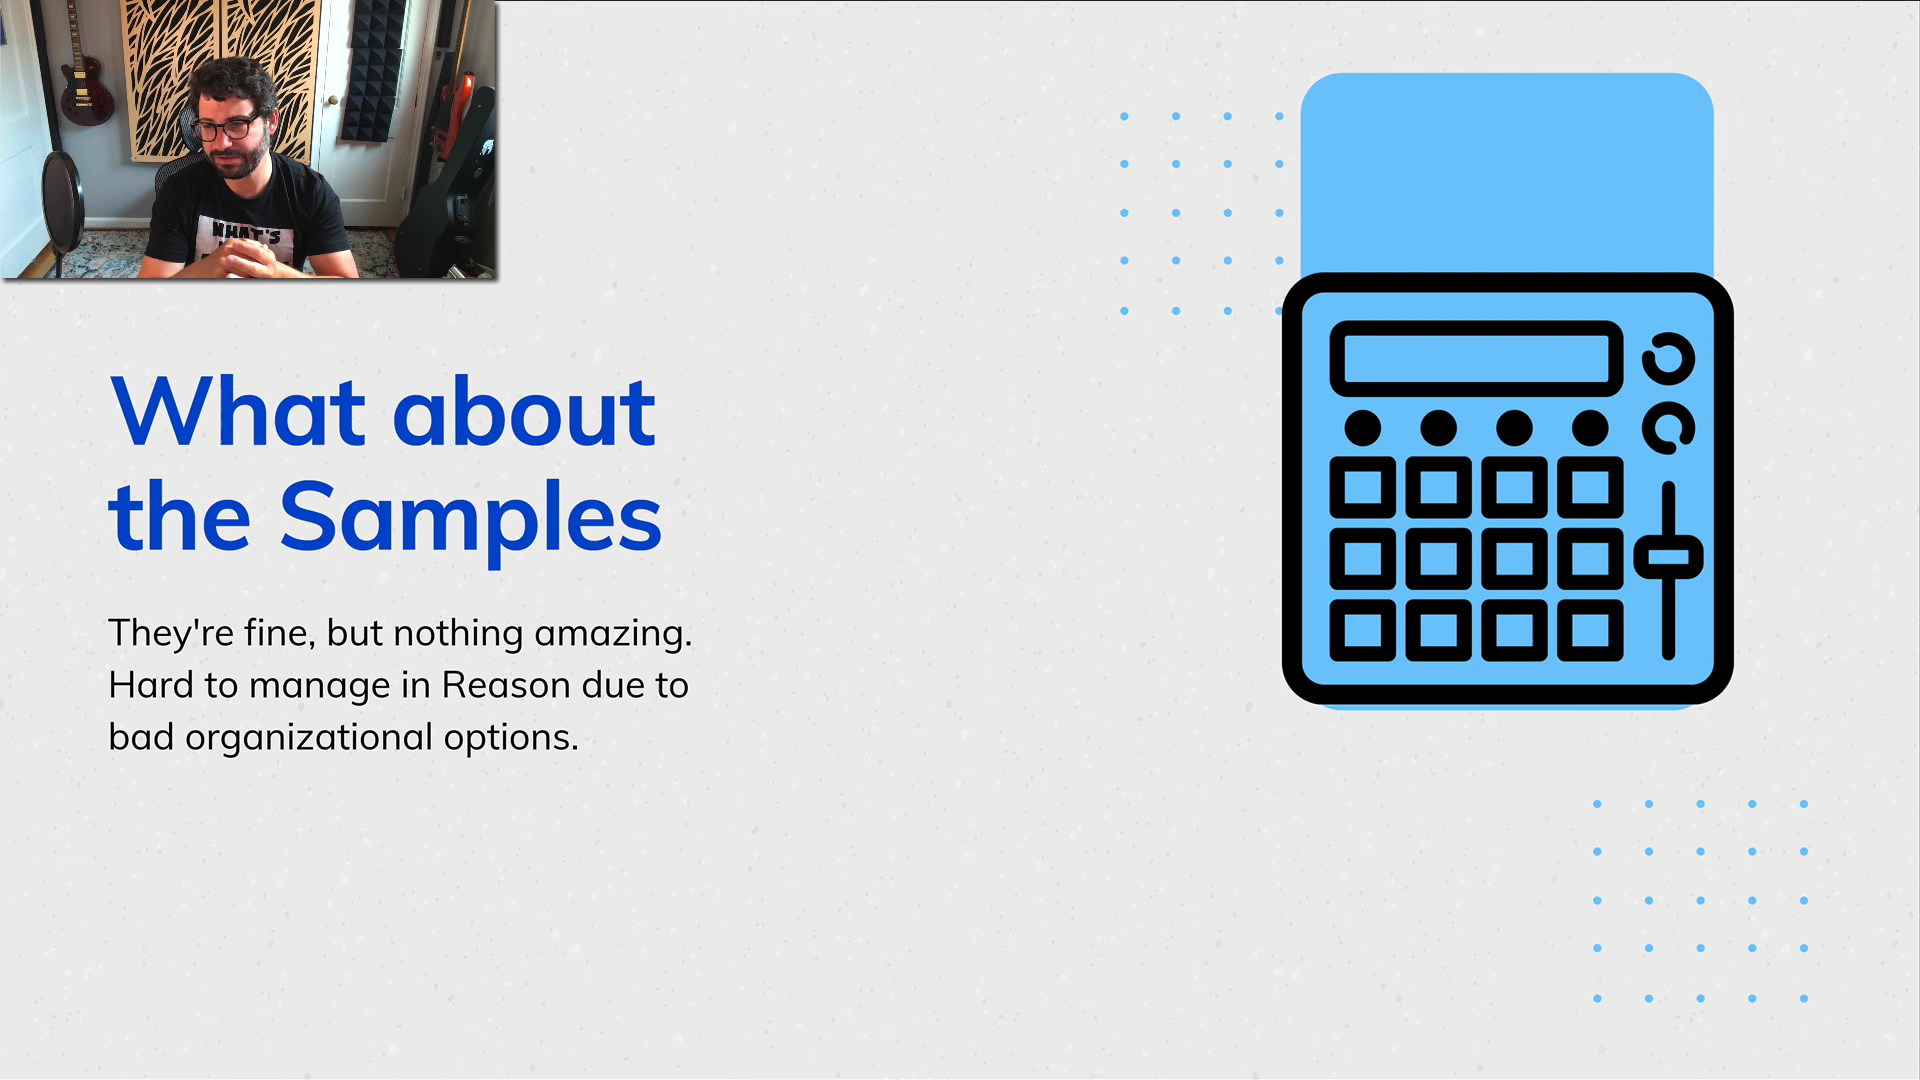 WHAT'S
What about
the Samples
They're fine, but nothing amazing.
Hard to manage in Reason due to
bad organizational options.